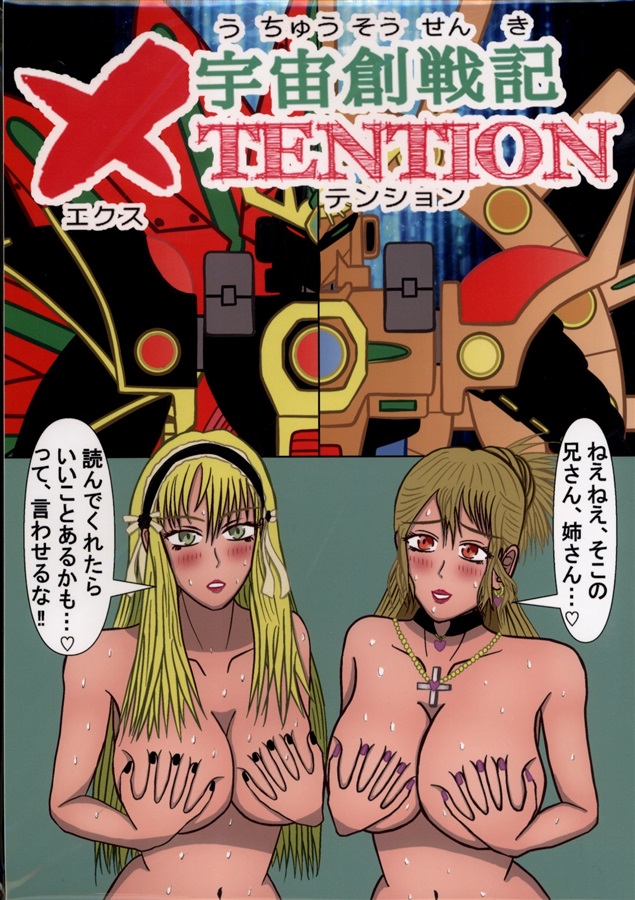 う ちゅう そう せん き
宇宙創戦記
X TENTION
エクス テンション
ねえねえ、そこの
兄さん、姉さん…♡
読んでくれたら
いいことあるかも…♡
って、言わせるな!!